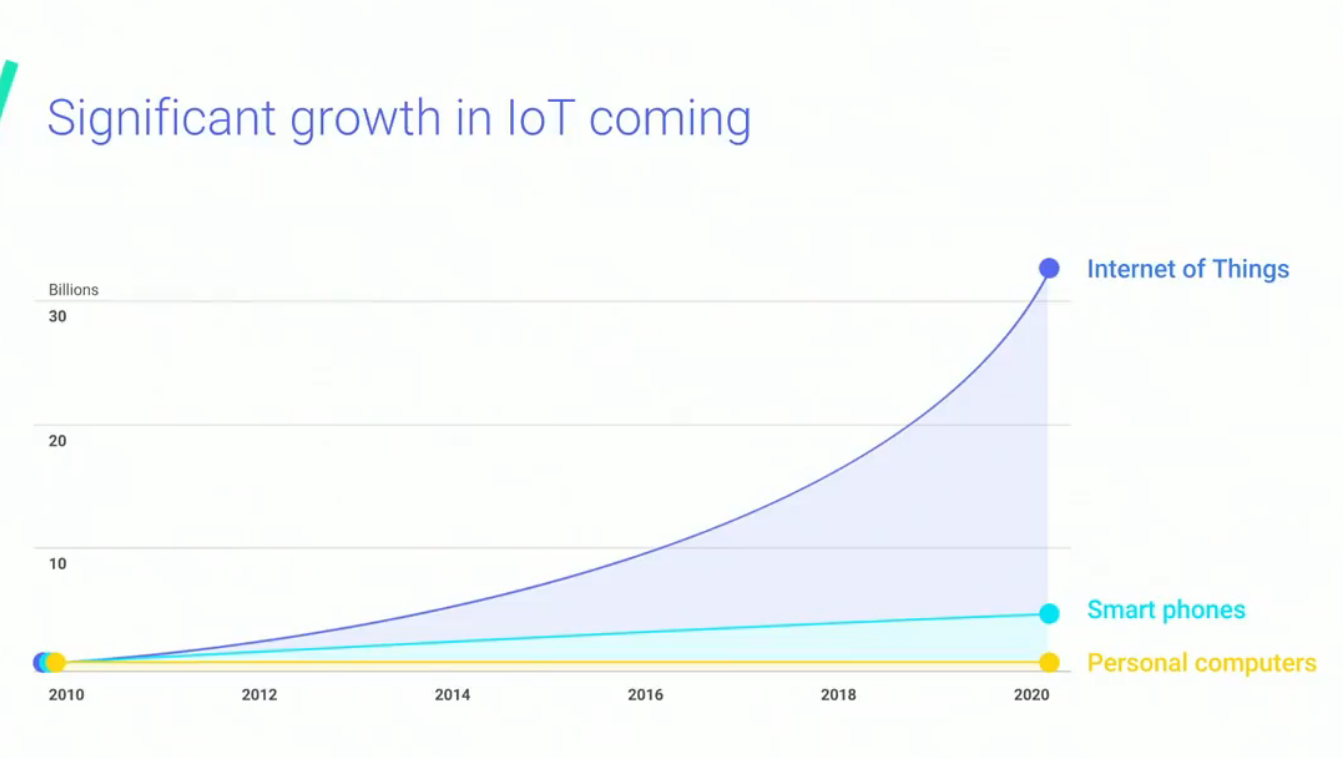 Significant growth in IoT coming
Internet of Things
Billions
30
20
10
Smart phones
Personal computers
2010 2012 2014 2016 2018 2020